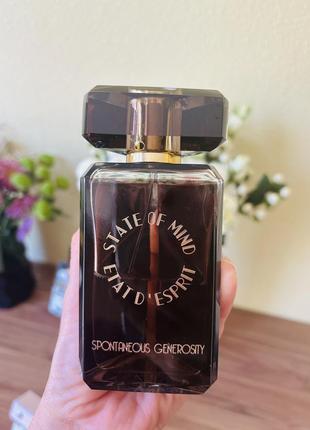 STATE OF MIND
ETAT D'ESPRIT
SPONTANEOUS GENEROSITY